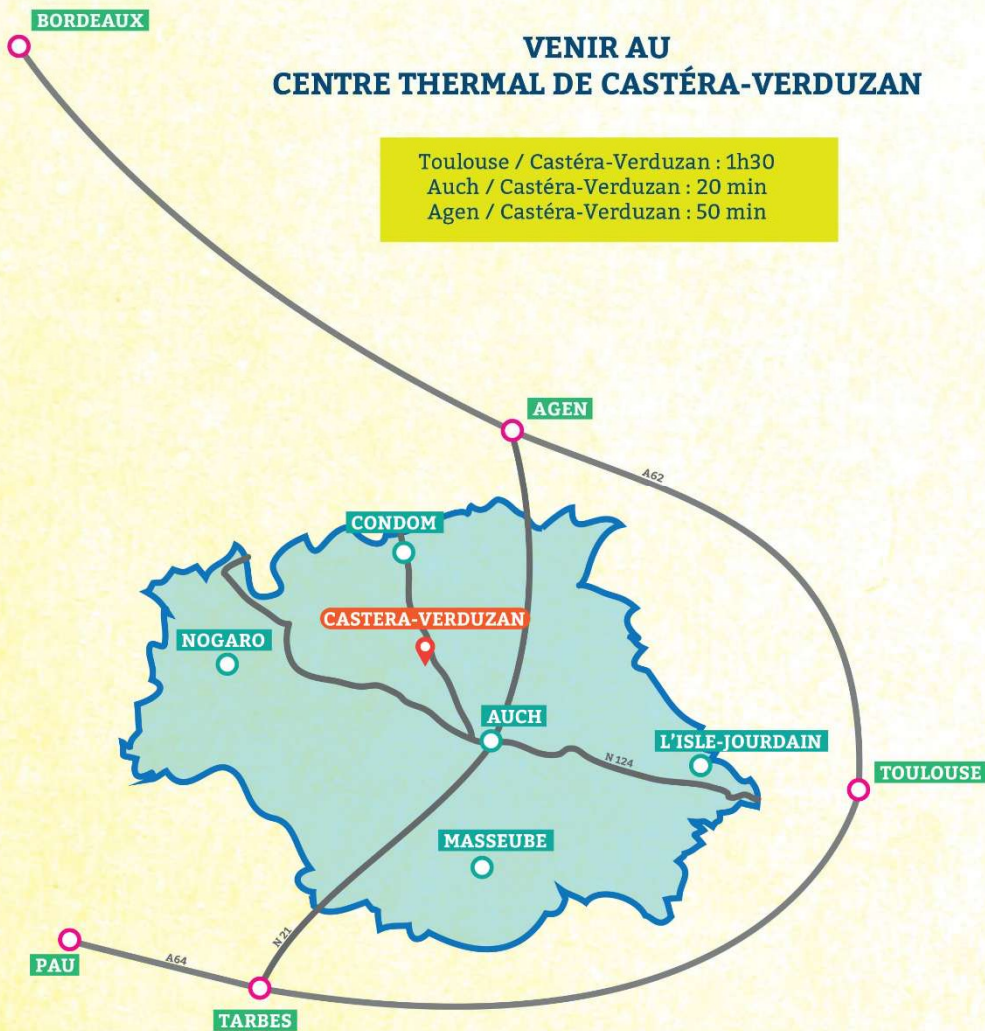 BORDEAUX
VENIR AU
CENTRE THERMAL DE CASTÉRA-VERDUZAN
Toulouse / Castéra-Verduzan : 1h30
Auch / Castéra-Verduzan : 20 min
Agen / Castéra-Verduzan : 50 min
AGEN
A62
CONDOM
CASTERA-VERDUZAN
NOGARO
AUCH
L'ISLE-JOURDAIN
N 124
TOULOUSE
MASSEUBE
N 21
PAU
A64
TARBES